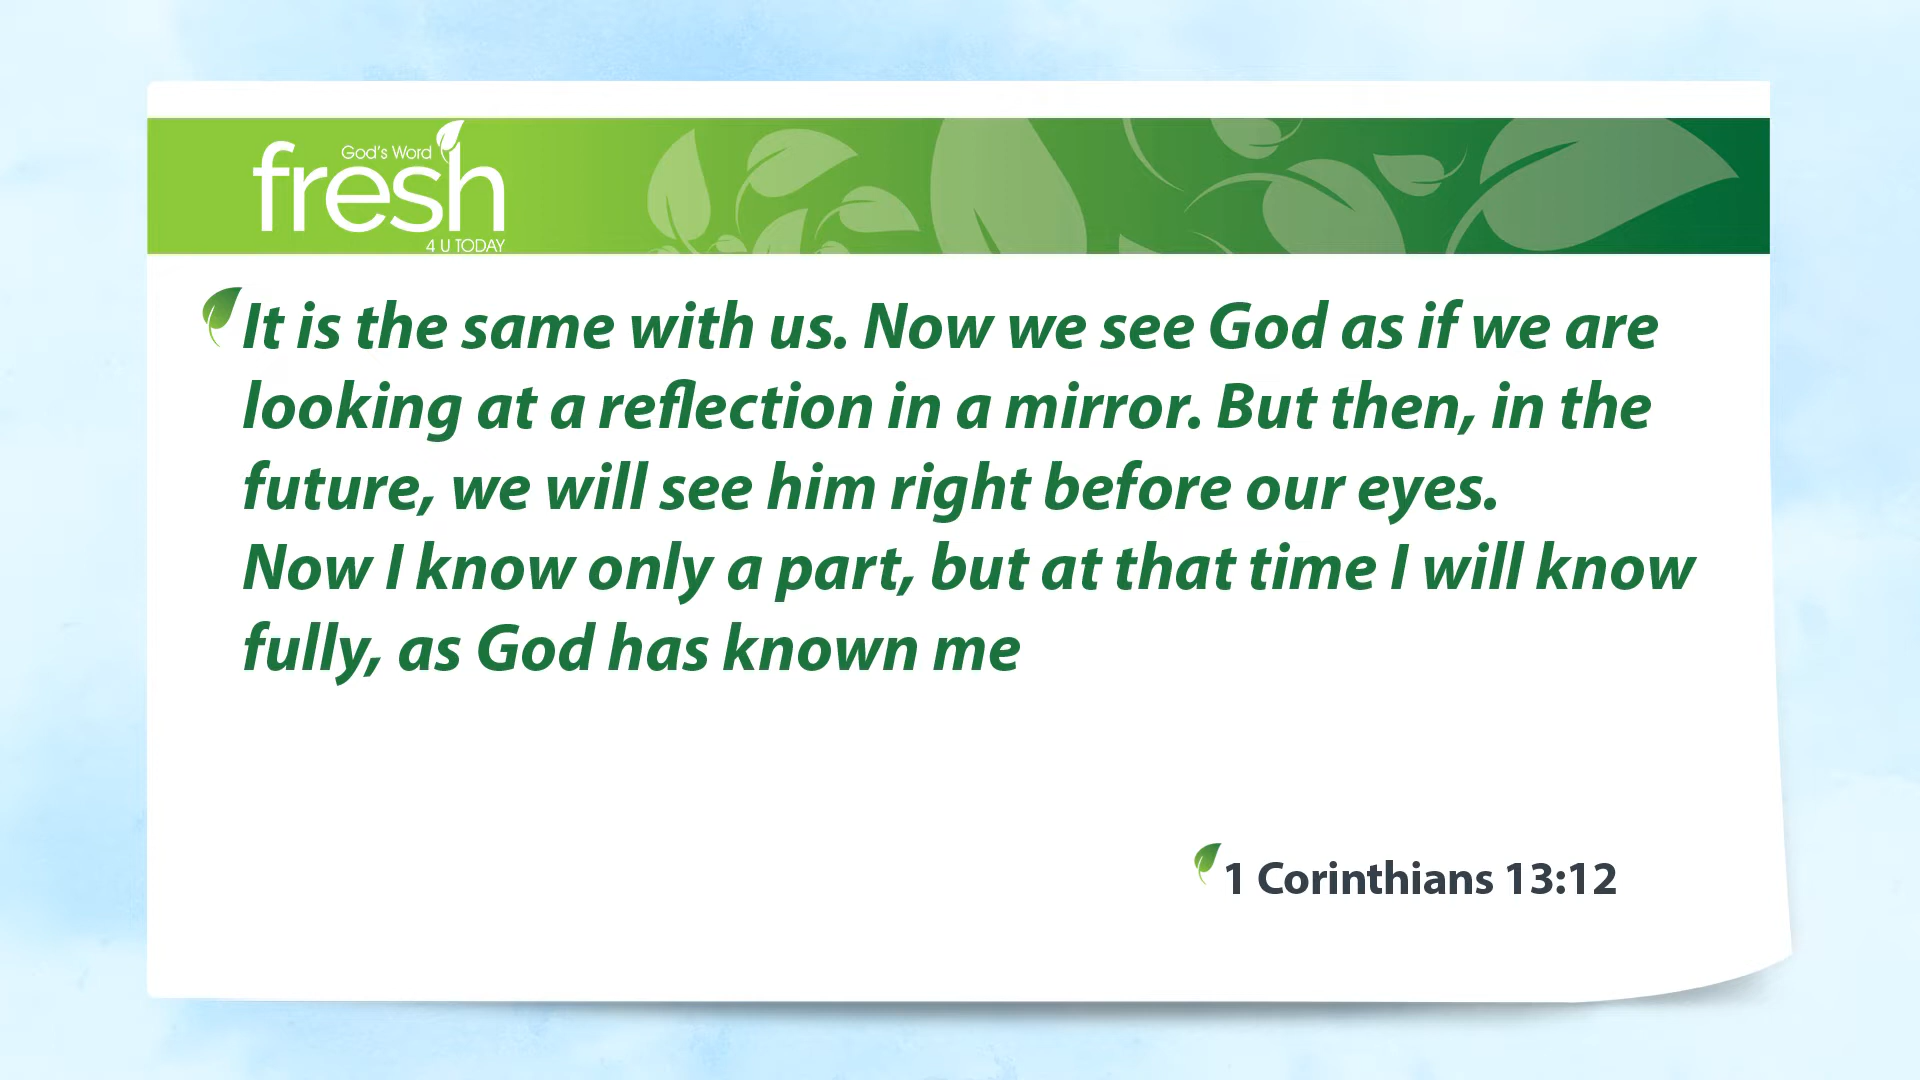 God's Word
fresh
4 U TODAY
It is the same with us. Now we see God as if we are
looking at a reflection in a mirror. But then, in the
future, we will see him right before our eyes.
Now I know only a part, but at that time I will know
fully, as God has known me
1 Corinthians 13:12